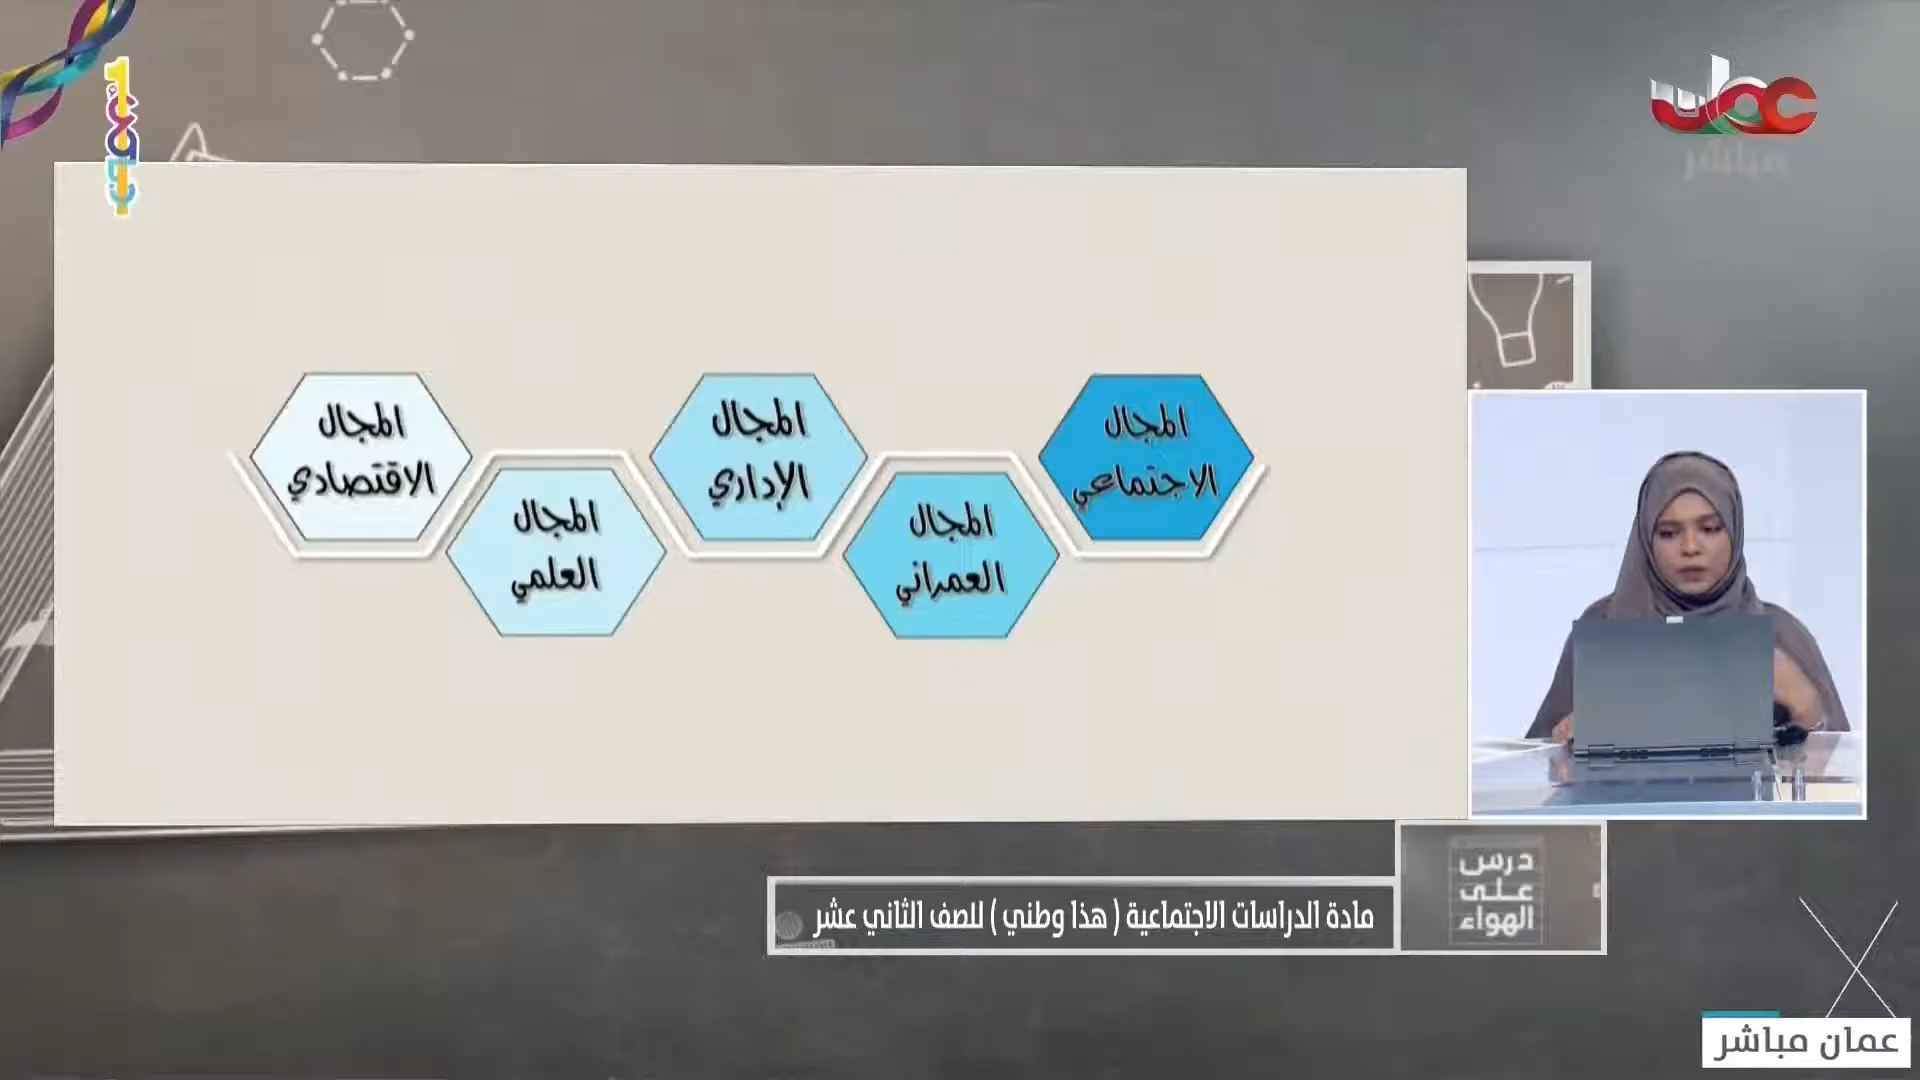 عمان
مباشر
المجال
الاجتماعي
المجال
العمراني
المجال
الإداري
المجال
العلمي
المجال
الاقتصادي
درس
على
الهواء
مادة الدراسات الاجتماعية ( هذا وطني ) للصف الثاني عشر
عمان مباشر